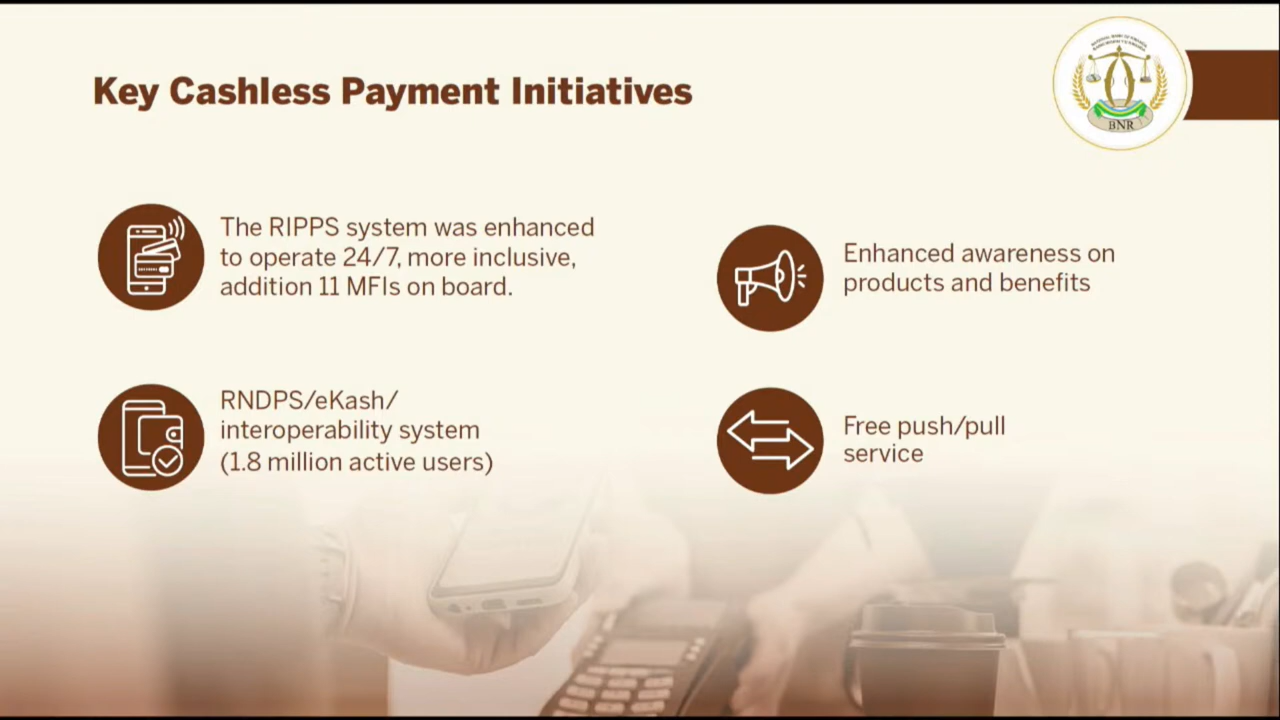 Key Cashless Payment Initiatives
BNR
The RIPPS system was enhanced
to operate 24/7, more inclusive,
addition 11 MFIs on board.
RNDPS/eKash/
interoperability system
(1.8 million active users)
Enhanced awareness on
products and benefits
Free push/pull
service